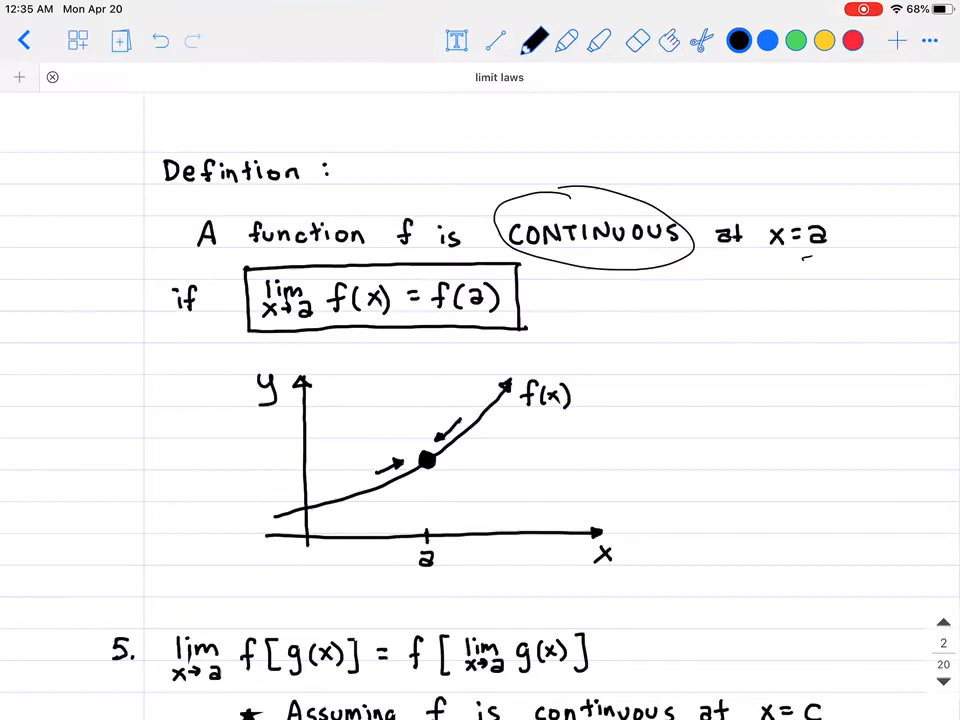 12:35 AM Mon Apr 20 68%
limit laws
Defintion :
A function f is CONTINUOUS at x=a
if lim x→a f(x) = f(a)
y
f(x)
a
x
5. lim x→a f[g(x)] = f[lim x→a g(x)]
★ Assuming f is continuous at x=c
2
20